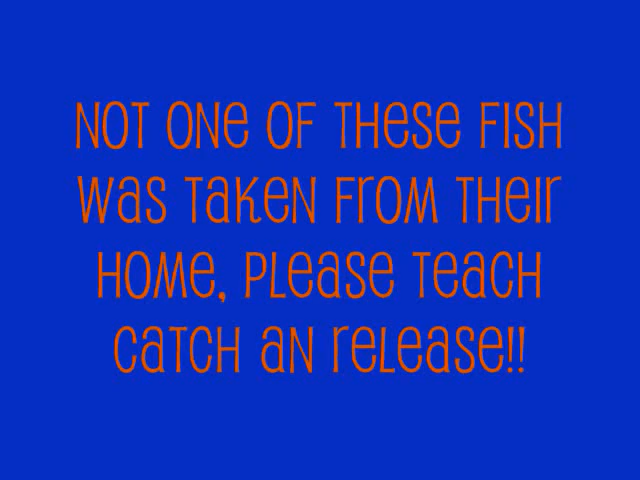 NOT ONe OF THese FISH
was TaKeN FrOM THeIr
HOMe, PLease TeaCH
CaTCH aN reLease!!